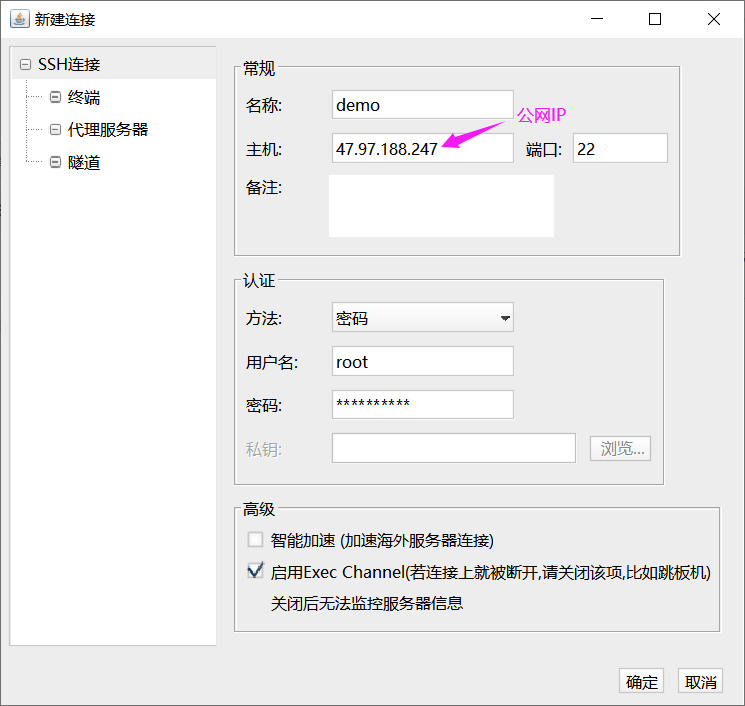 新建连接
SSH连接
终端
代理服务器
隧道
常规
名称: demo
公网IP
主机: 47.97.188.247 端口: 22
备注:
认证
方法: 密码
用户名: root
密码: **********
私钥: 浏览...
高级
智能加速 (加速海外服务器连接)
启用Exec Channel(若连接上就被断开,请关闭该项,比如跳板机)
关闭后无法监控服务器信息
确定 取消